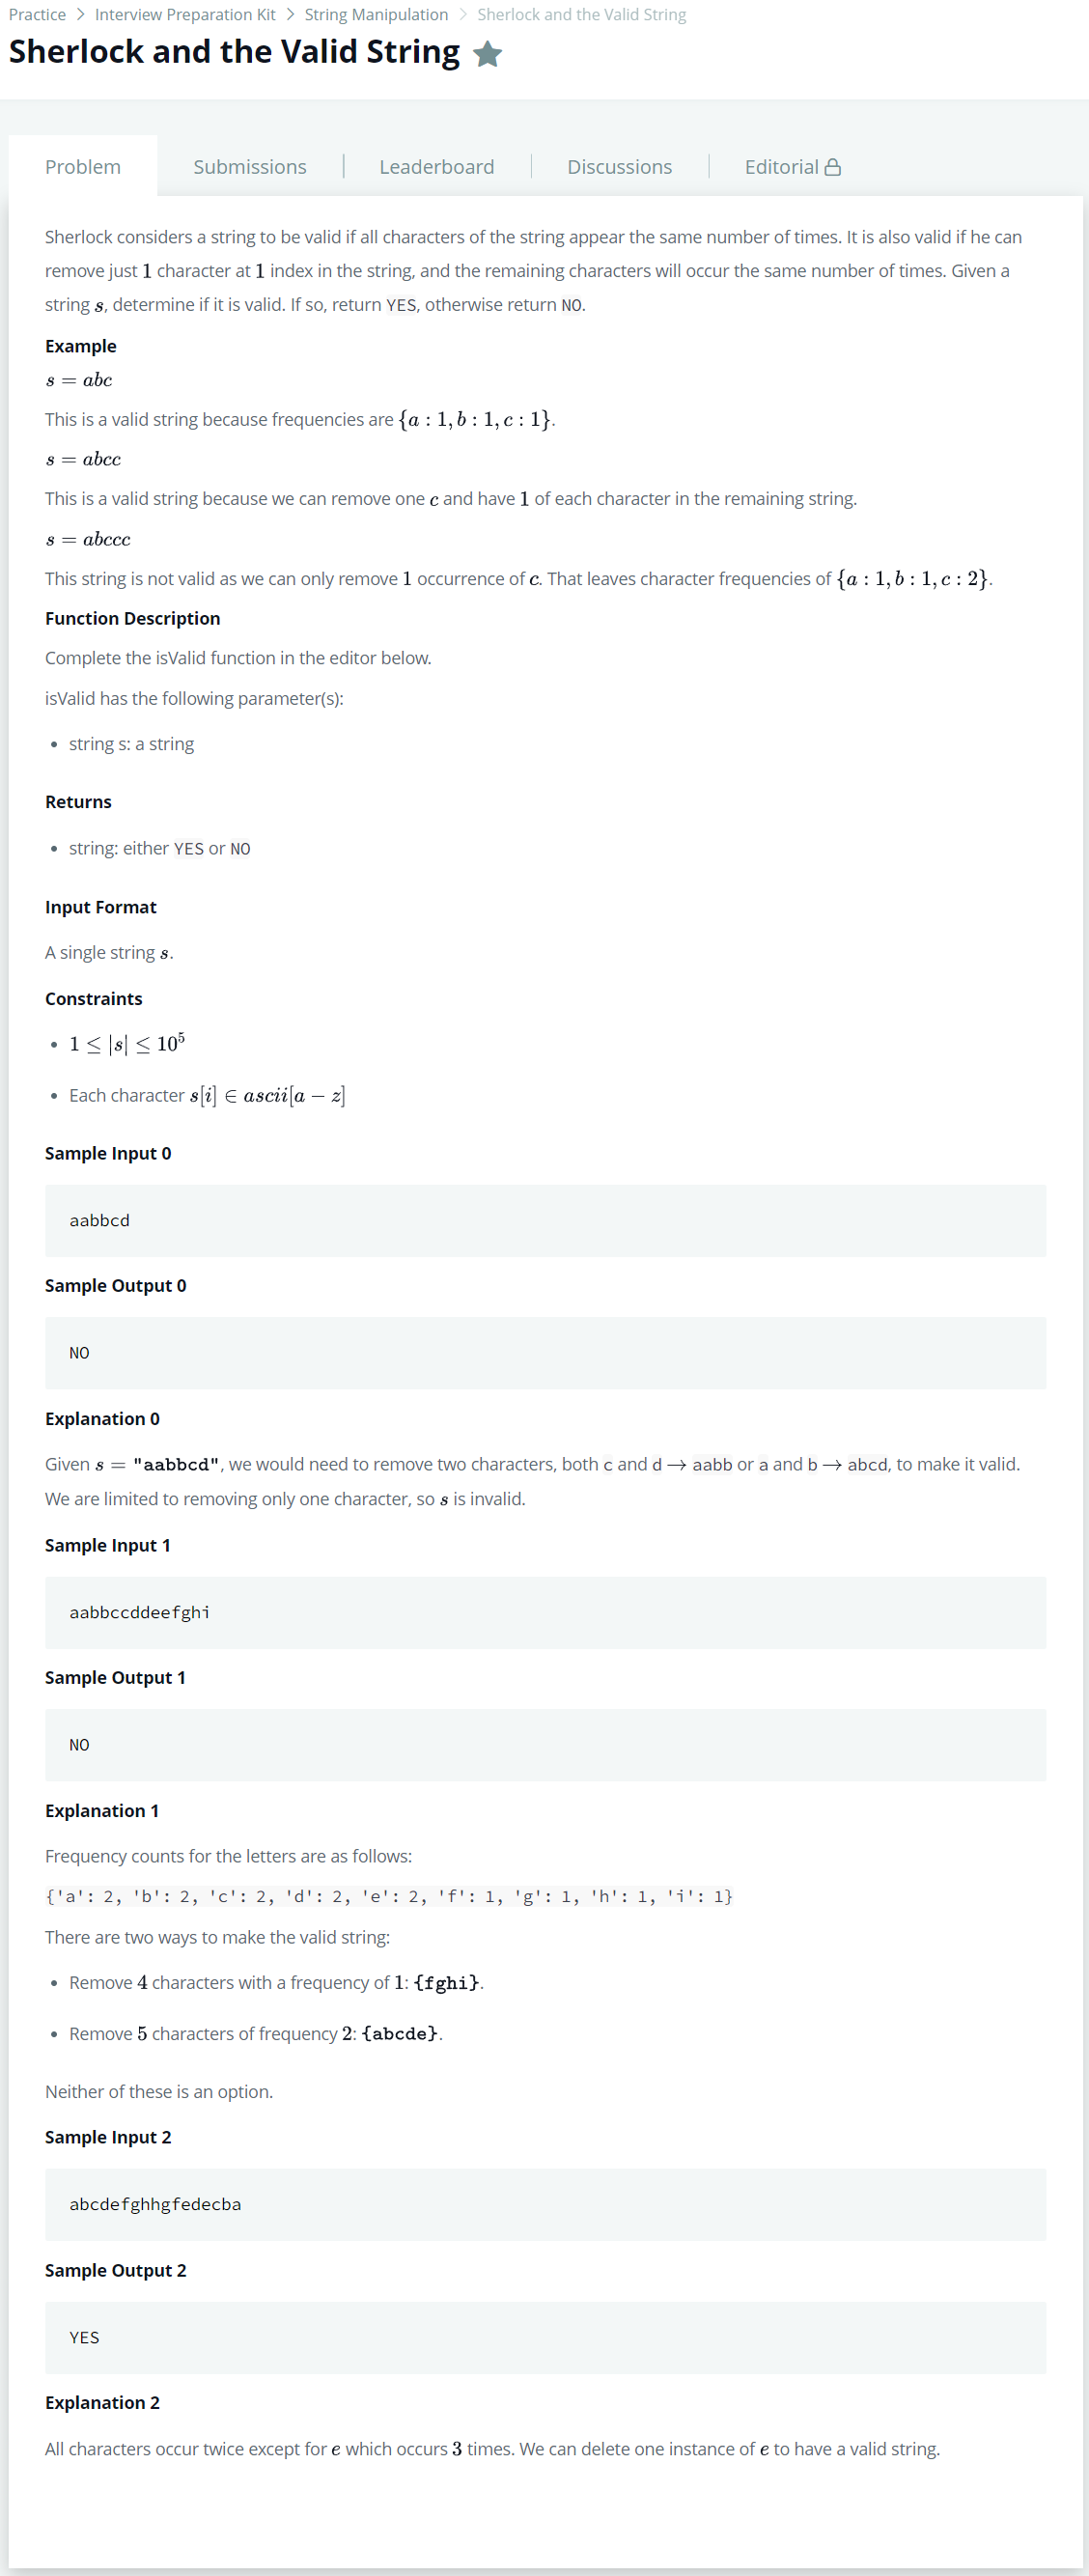 Practice > Interview Preparation Kit > String Manipulation > Sherlock and the Valid String
Sherlock and the Valid String
Problem
Submissions
Leaderboard
Discussions
Editorial
Sherlock considers a string to be valid if all characters of the string appear the same number of times. It is also valid if he can
remove just 1 character at 1 index in the string, and the remaining characters will occur the same number of times. Given a
string s, determine if it is valid. If so, return YES, otherwise return NO.
Example
s = abc
This is a valid string because frequencies are {a : 1, b : 1, c : 1}.
s = abcc
This is a valid string because we can remove one c and have 1 of each character in the remaining string.
s = abccc
This string is not valid as we can only remove 1 occurrence of c. That leaves character frequencies of {a : 1, b : 1, c : 2}.
Function Description
Complete the isValid function in the editor below.
isValid has the following parameter(s):
• string s: a string
Returns
• string: either YES or NO
Input Format
A single string s.
Constraints
• 1 ≤ |s| ≤ 10⁵
• Each character s[i] ∈ ascii[a − z]
Sample Input 0
aabbcd
Sample Output 0
NO
Explanation 0
Given s = "aabbcd", we would need to remove two characters, both c and d → aabb or a and b → abcd, to make it valid.
We are limited to removing only one character, so s is invalid.
Sample Input 1
aabbccddeefghi
Sample Output 1
NO
Explanation 1
Frequency counts for the letters are as follows:
{'a': 2, 'b': 2, 'c': 2, 'd': 2, 'e': 2, 'f': 1, 'g': 1, 'h': 1, 'i': 1}
There are two ways to make the valid string:
• Remove 4 characters with a frequency of 1: {fghi}.
• Remove 5 characters of frequency 2: {abcde}.
Neither of these is an option.
Sample Input 2
abcdefghhgfedecba
Sample Output 2
YES
Explanation 2
All characters occur twice except for e which occurs 3 times. We can delete one instance of e to have a valid string.